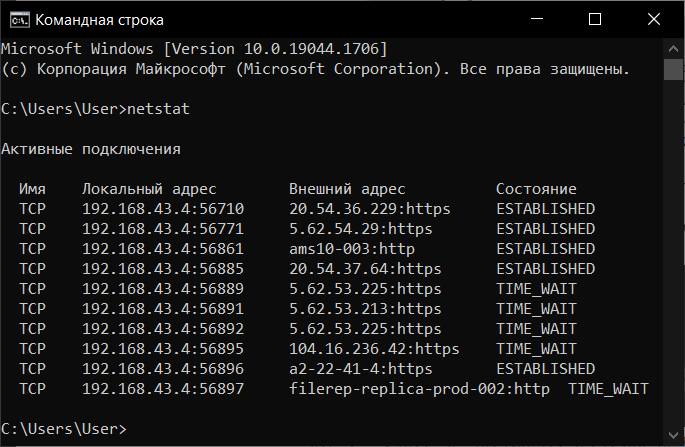 Командная строка
Microsoft Windows [Version 10.0.19044.1706]
(c) Корпорация Майкрософт (Microsoft Corporation). Все права защищены.
C:\Users\User>netstat
Активные подключения
Имя    Локальный адрес        Внешний адрес          Состояние
TCP    192.168.43.4:56710     20.54.36.229:https     ESTABLISHED
TCP    192.168.43.4:56771     5.62.54.29:https       ESTABLISHED
TCP    192.168.43.4:56861     ams10-003:http         ESTABLISHED
TCP    192.168.43.4:56885     20.54.37.64:https      ESTABLISHED
TCP    192.168.43.4:56889     5.62.53.225:https      TIME_WAIT
TCP    192.168.43.4:56891     5.62.53.213:https      TIME_WAIT
TCP    192.168.43.4:56892     5.62.53.225:https      TIME_WAIT
TCP    192.168.43.4:56895     104.16.236.42:https    TIME_WAIT
TCP    192.168.43.4:56896     a2-22-41-4:https       ESTABLISHED
TCP    192.168.43.4:56897     filerep-replica-prod-002:http  TIME_WAIT
C:\Users\User>